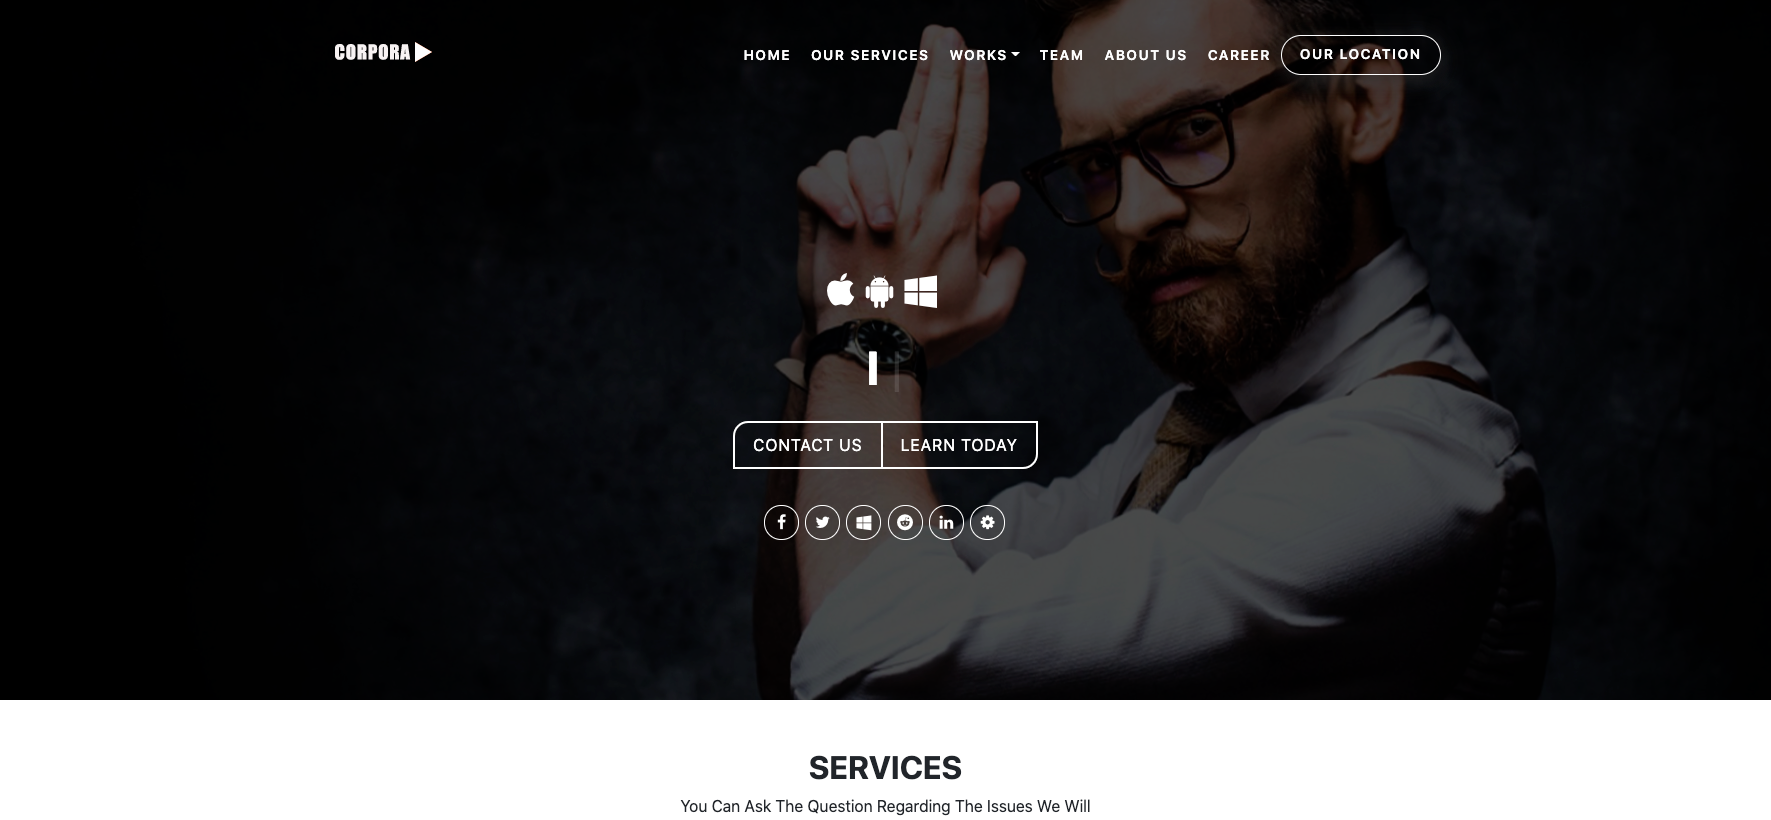 CORPORA
HOME OUR SERVICES WORKS TEAM ABOUT US CAREER OUR LOCATION
I
CONTACT US LEARN TODAY
SERVICES
You Can Ask The Question Regarding The Issues We Will